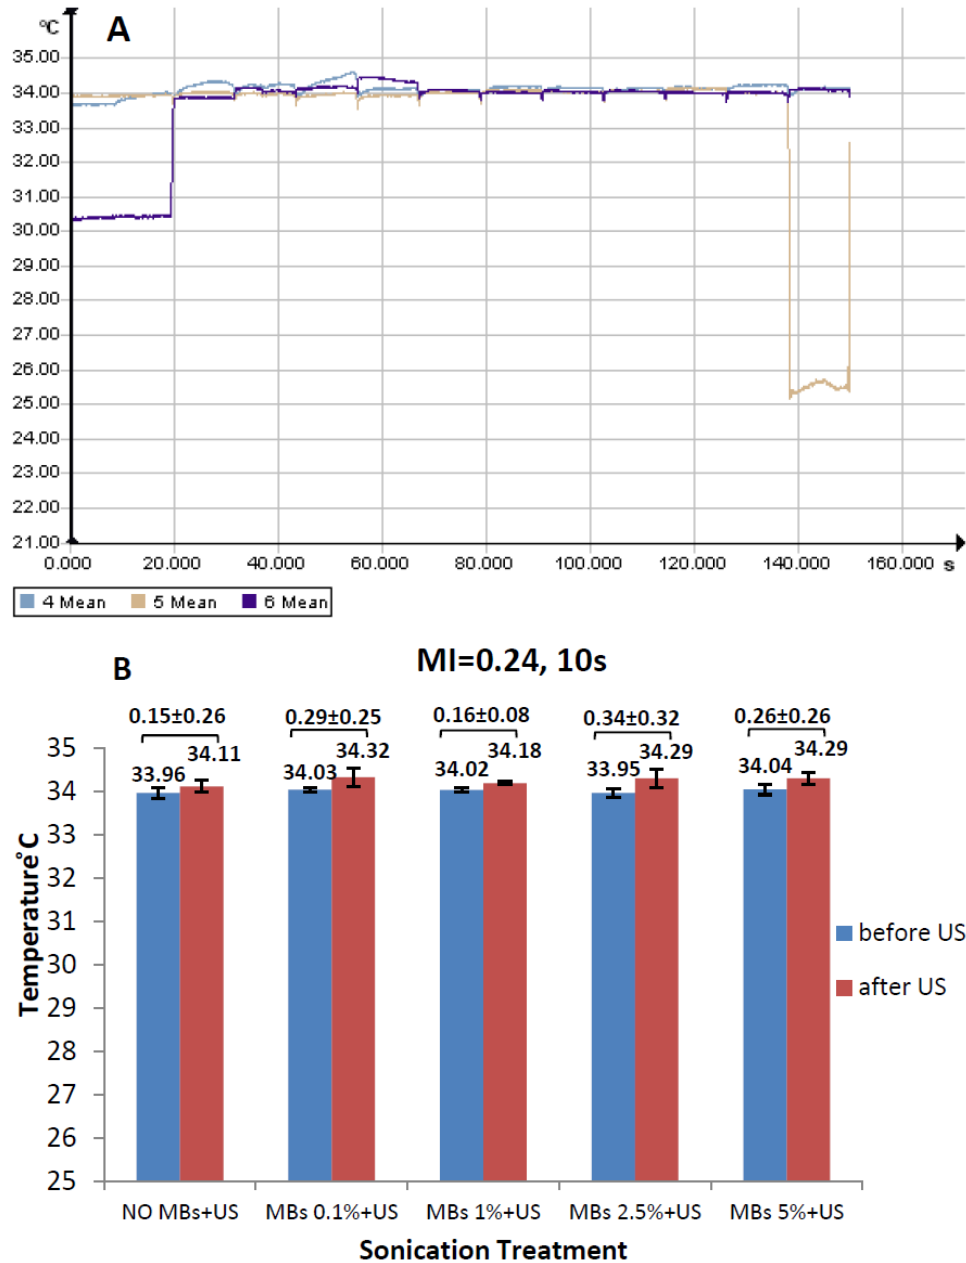 °C
A
35.00
34.00
33.00
32.00
31.00
30.00
29.00
28.00
27.00
26.00
25.00
24.00
23.00
22.00
21.00
0.000 20.000 40.000 60.000 80.000 100.000 120.000 140.000 160.000 s
4 Mean 5 Mean 6 Mean
B
MI=0.24, 10s
0.15±0.26 0.29±0.25 0.16±0.08 0.34±0.32 0.26±0.26
33.96 34.11 34.03 34.32 34.02 34.18 33.95 34.29 34.04 34.29
35
34
33
32
31
30
29
28
27
26
25
Temperature°C
before US
after US
NO MBs+US MBs 0.1%+US MBs 1%+US MBs 2.5%+US MBs 5%+US
Sonication Treatment